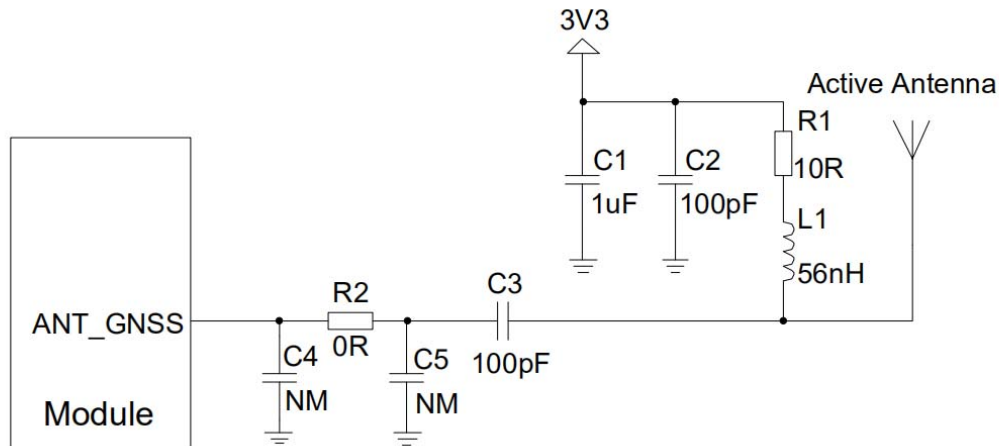 3V3
Active Antenna
R1
10R
C1
1uF
C2
100pF
L1
56nH
C3
100pF
R2
0R
ANT_GNSS
C4
NM
C5
NM
Module